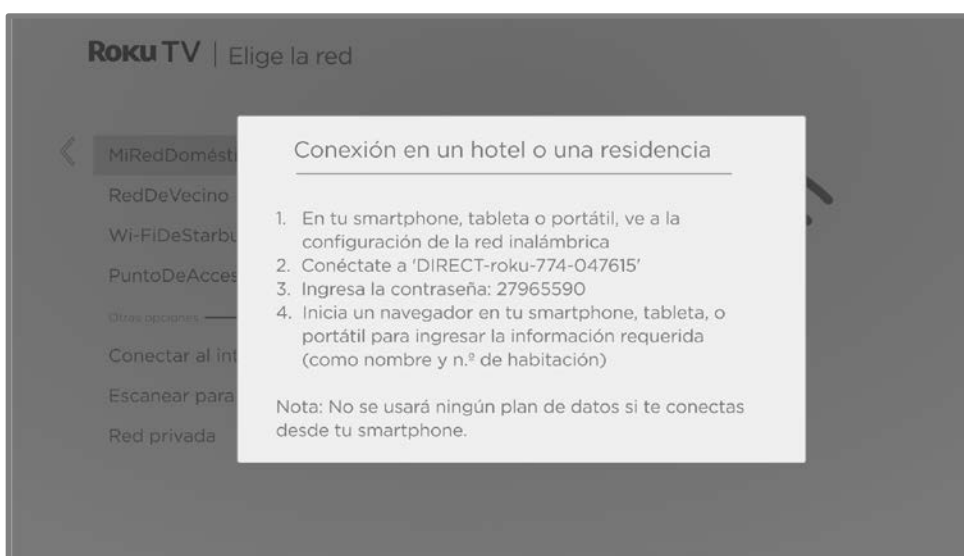 Roku TV | Elige la red
MiRedDomésti
RedDeVecino
Wi-FiDeStarbu
PuntoDeAcces
Otras opciones
Conectar al int
Escanear para
Red privada
Conexión en un hotel o una residencia
1. En tu smartphone, tableta o portátil, ve a la
configuración de la red inalámbrica
2. Conéctate a 'DIRECT-roku-774-047615'
3. Ingresa la contraseña: 27965590
4. Inicia un navegador en tu smartphone, tableta, o
portátil para ingresar la información requerida
(como nombre y n.º de habitación)
Nota: No se usará ningún plan de datos si te conectas
desde tu smartphone.